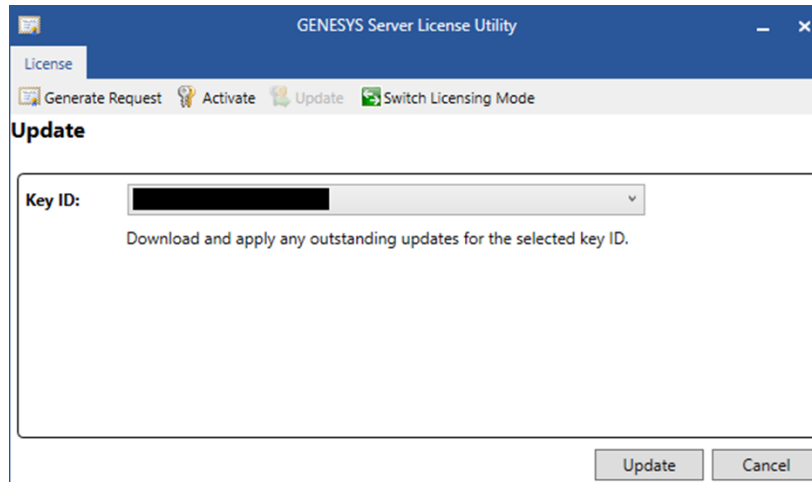 GENESYS Server License Utility
License
Generate Request Activate Update Switch Licensing Mode
Update
Key ID:
Download and apply any outstanding updates for the selected key ID.
Update Cancel